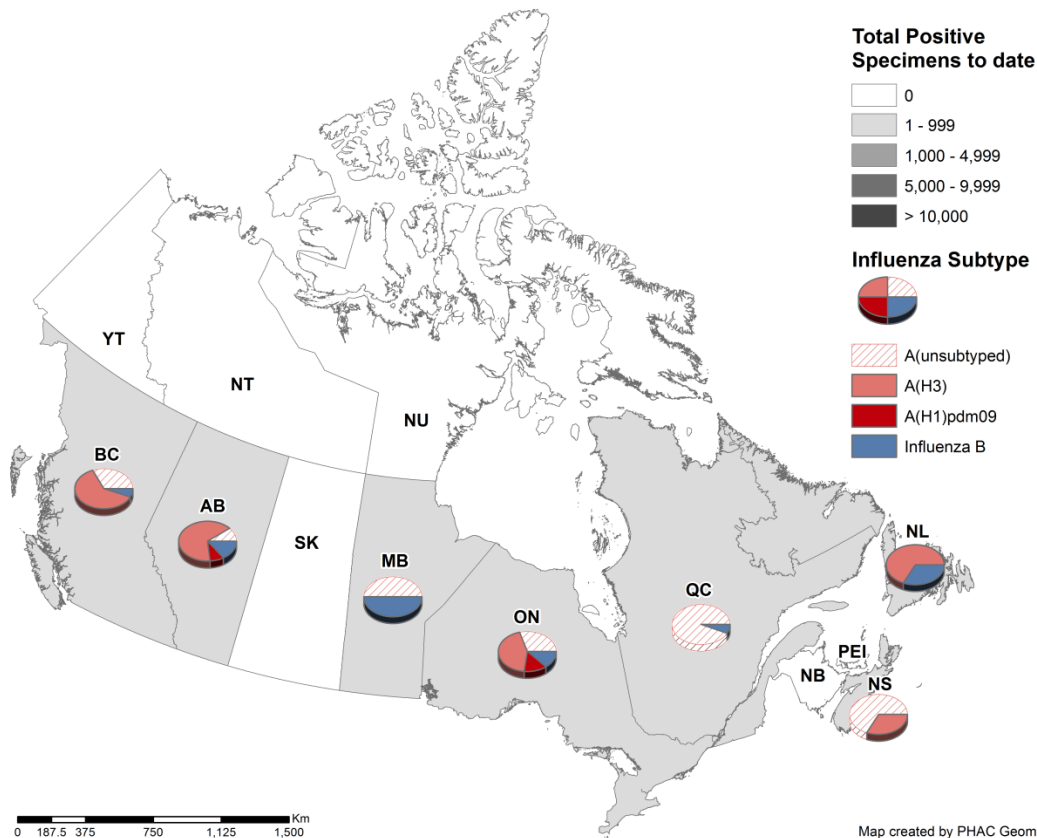 Total Positive
Specimens to date
0
1 - 999
1,000 - 4,999
5,000 - 9,999
> 10,000
Influenza Subtype
A(unsubtyped)
A(H3)
A(H1)pdm09
Influenza B
YT
NT
NU
BC
AB
SK
MB
ON
QC
NL
PEI
NB
NS
Km
0 187.5 375 750 1,125 1,500
Map created by PHAC Geom